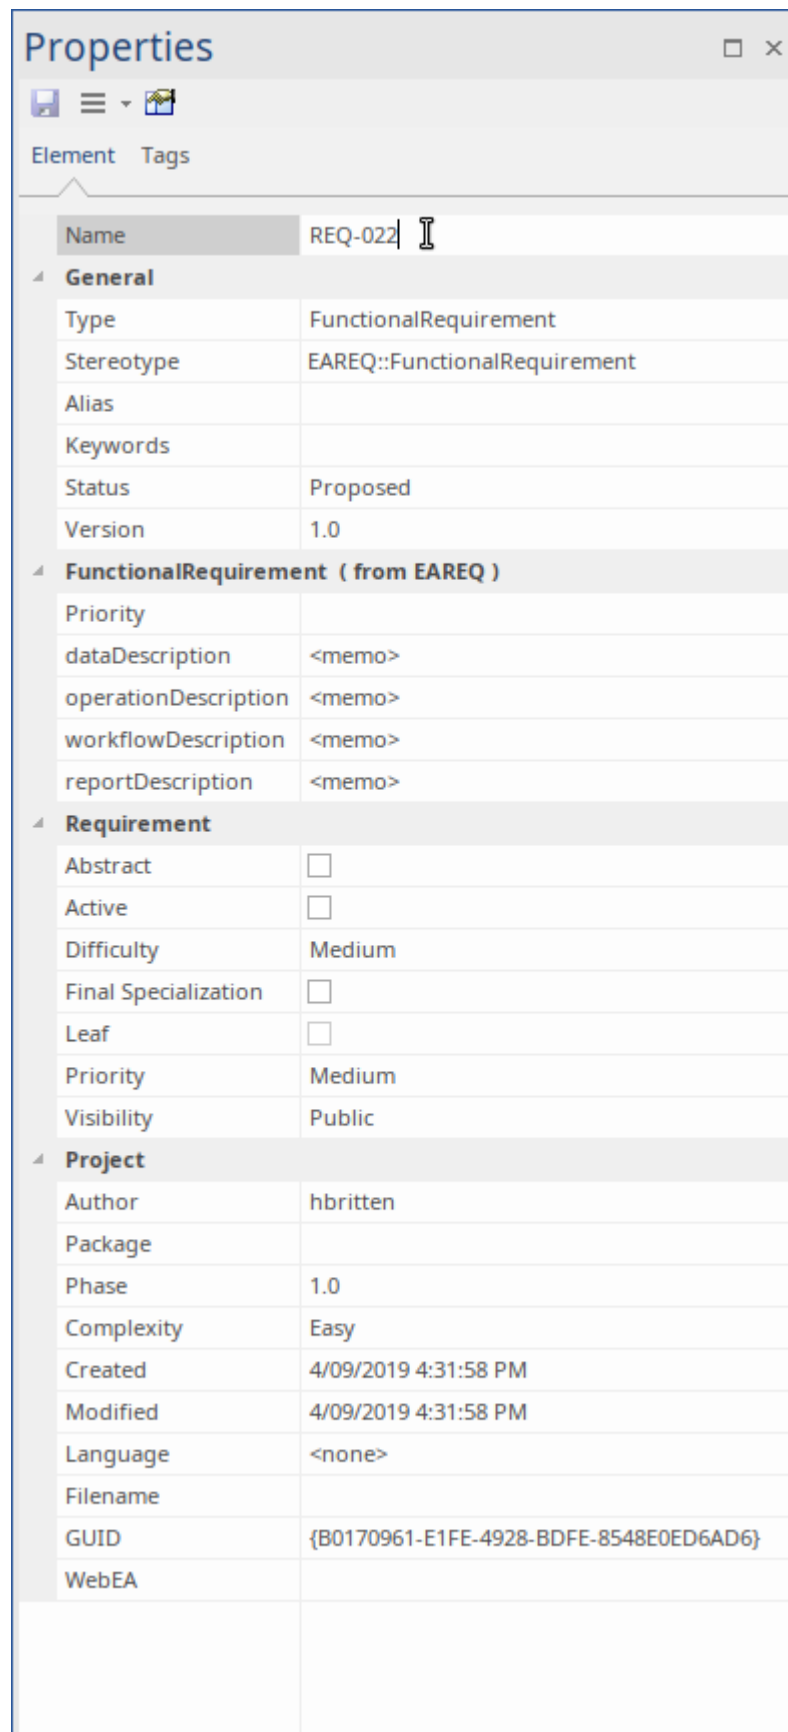 Properties
Element Tags
Name REQ-022
General
Type FunctionalRequirement
Stereotype EAREQ::FunctionalRequirement
Alias
Keywords
Status Proposed
Version 1.0
FunctionalRequirement ( from EAREQ )
Priority
dataDescription <memo>
operationDescription <memo>
workflowDescription <memo>
reportDescription <memo>
Requirement
Abstract
Active
Difficulty Medium
Final Specialization
Leaf
Priority Medium
Visibility Public
Project
Author hbritten
Package
Phase 1.0
Complexity Easy
Created 4/09/2019 4:31:58 PM
Modified 4/09/2019 4:31:58 PM
Language <none>
Filename
GUID {B0170961-E1FE-4928-BDFE-8548E0ED6AD6}
WebEA